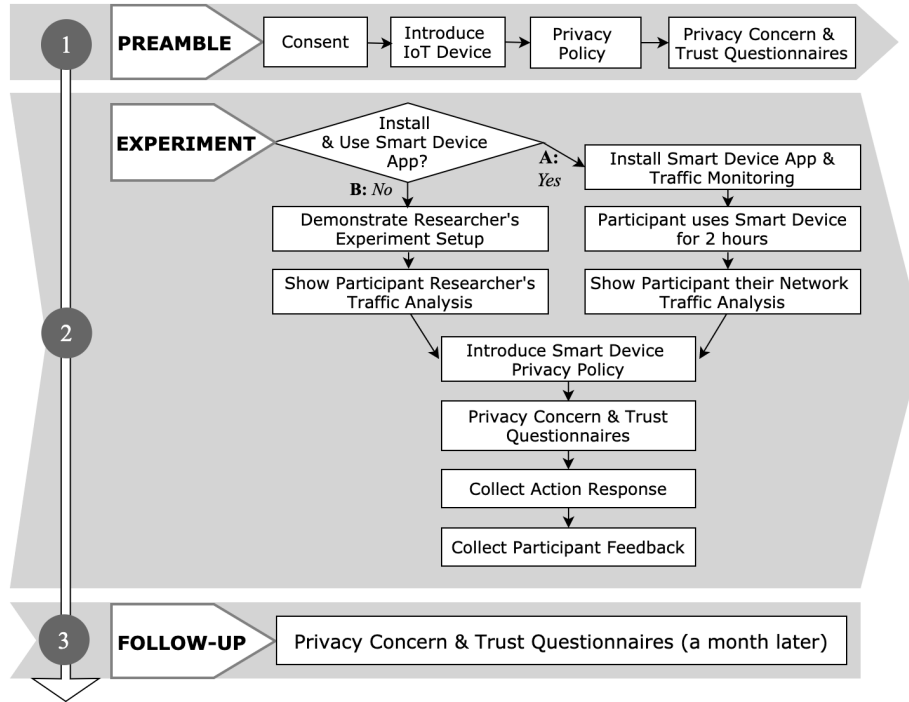 1
PREAMBLE
Consent
Introduce
IoT Device
Privacy
Policy
Privacy Concern &
Trust Questionnaires
2
EXPERIMENT
Install
& Use Smart Device
App?
A:
Yes
B: No
Install Smart Device App &
Traffic Monitoring
Demonstrate Researcher's
Experiment Setup
Participant uses Smart Device
for 2 hours
Show Participant Researcher's
Traffic Analysis
Show Participant their Network
Traffic Analysis
Introduce Smart Device
Privacy Policy
Privacy Concern & Trust
Questionnaires
Collect Action Response
Collect Participant Feedback
3
FOLLOW-UP
Privacy Concern & Trust Questionnaires (a month later)